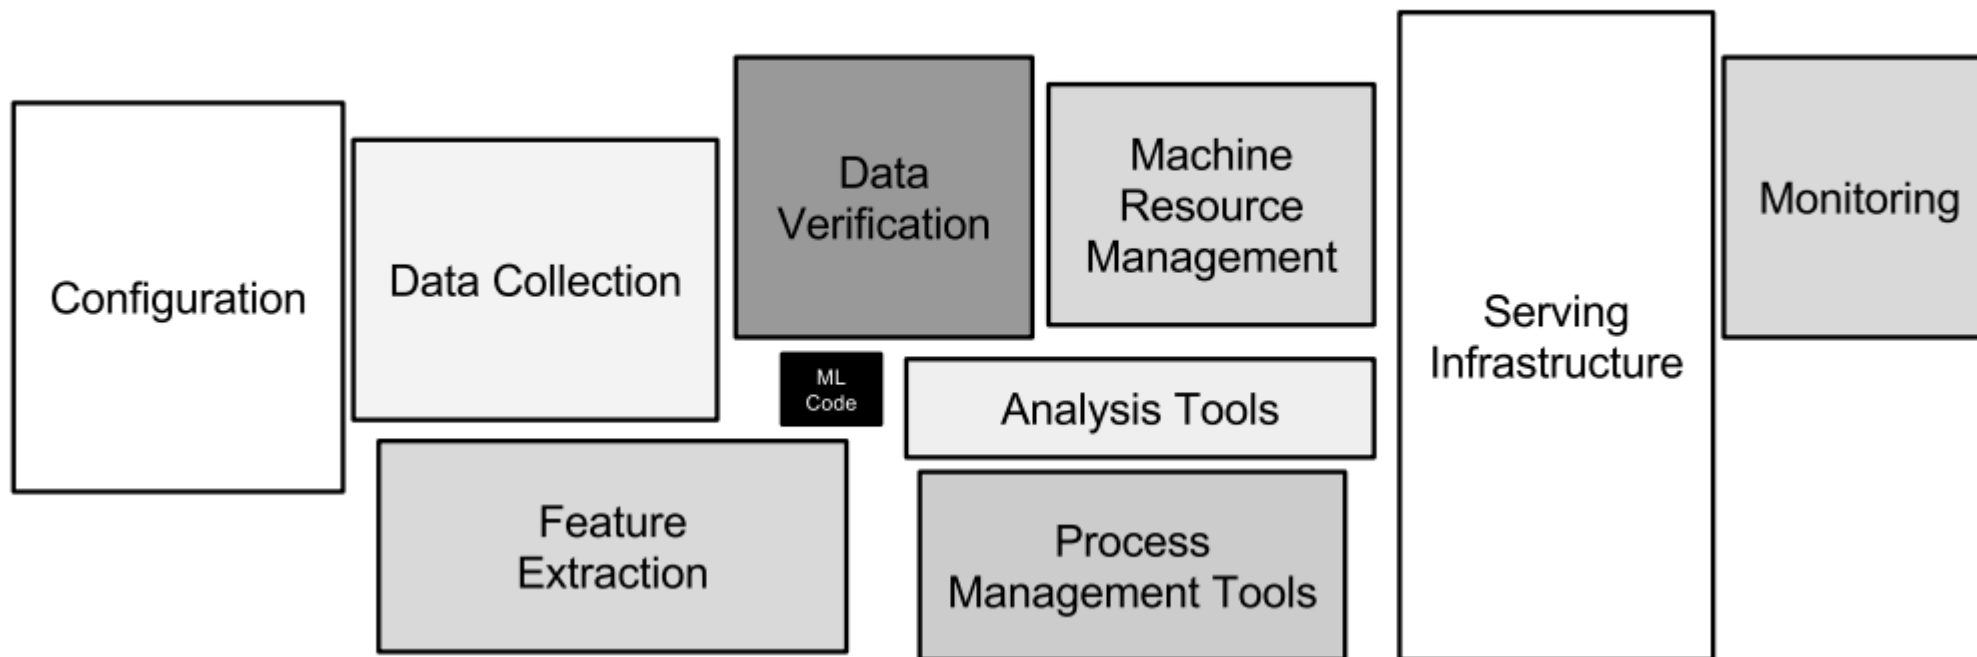 Configuration
Data Collection
Feature
Extraction
Data
Verification
ML
Code
Machine
Resource
Management
Analysis Tools
Process
Management Tools
Serving
Infrastructure
Monitoring